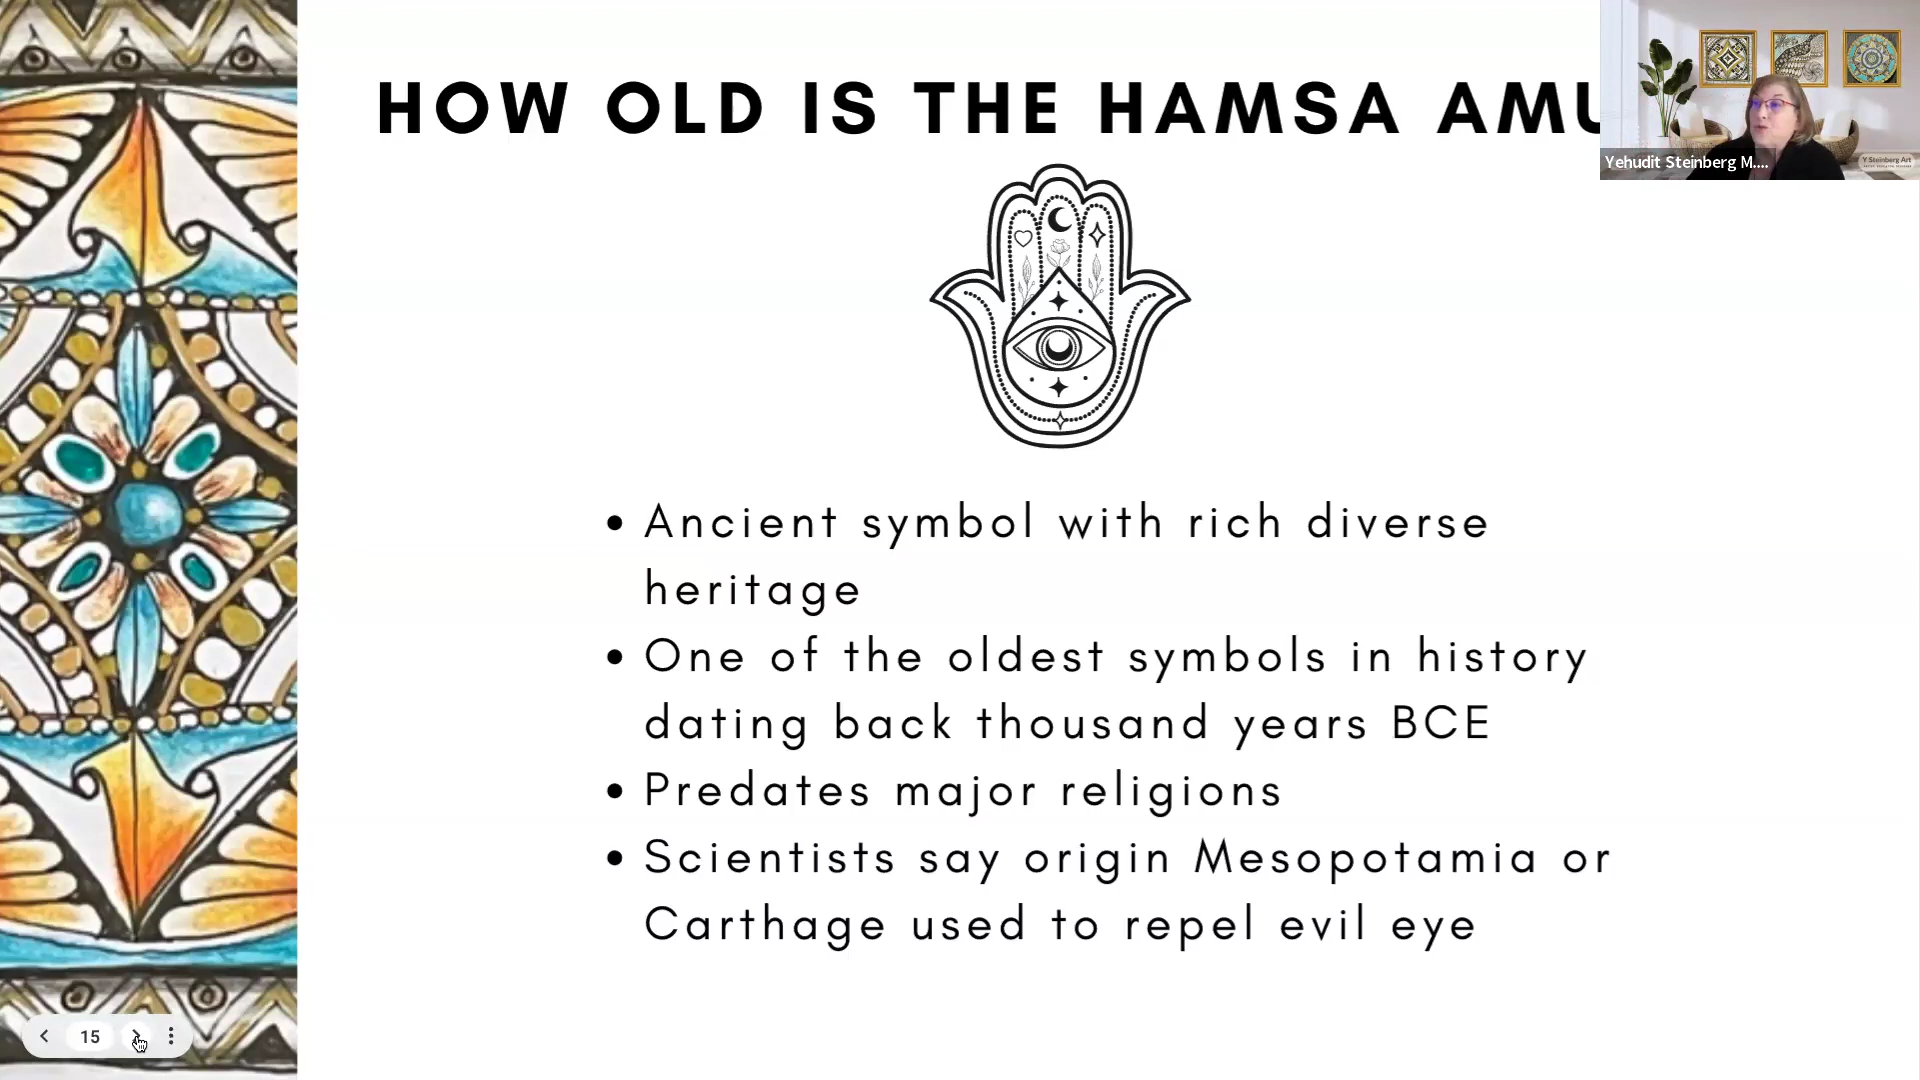 HOW OLD IS THE HAMSA AMU
Yehudit Steinberg M....
Y Steinberg Art
• Ancient symbol with rich diverse
heritage
• One of the oldest symbols in history
dating back thousand years BCE
• Predates major religions
• Scientists say origin Mesopotamia or
Carthage used to repel evil eye
15